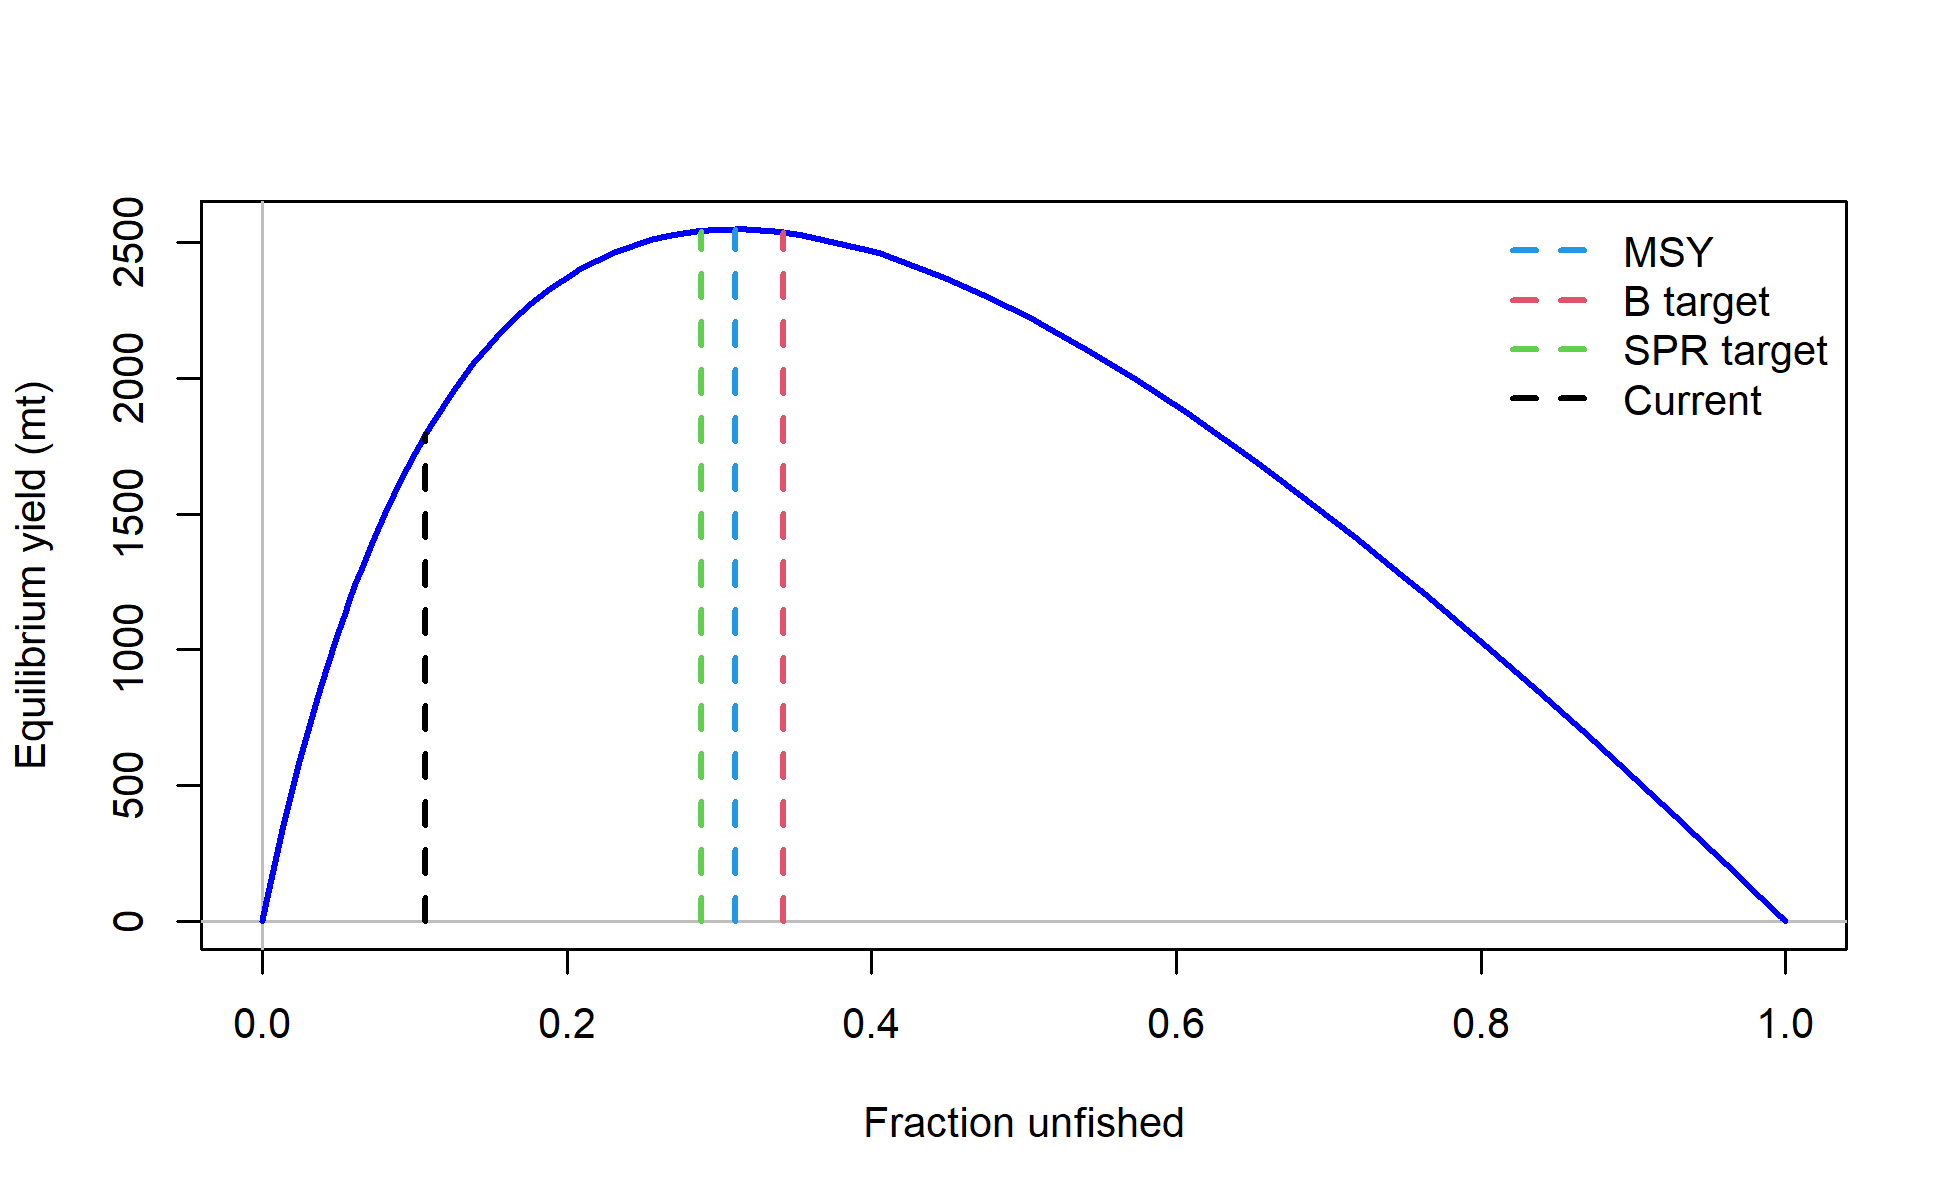 2500
2000
1500
1000
500
0
Equilibrium yield (mt)
MSY
B target
SPR target
Current
0.0 0.2 0.4 0.6 0.8 1.0
Fraction unfished